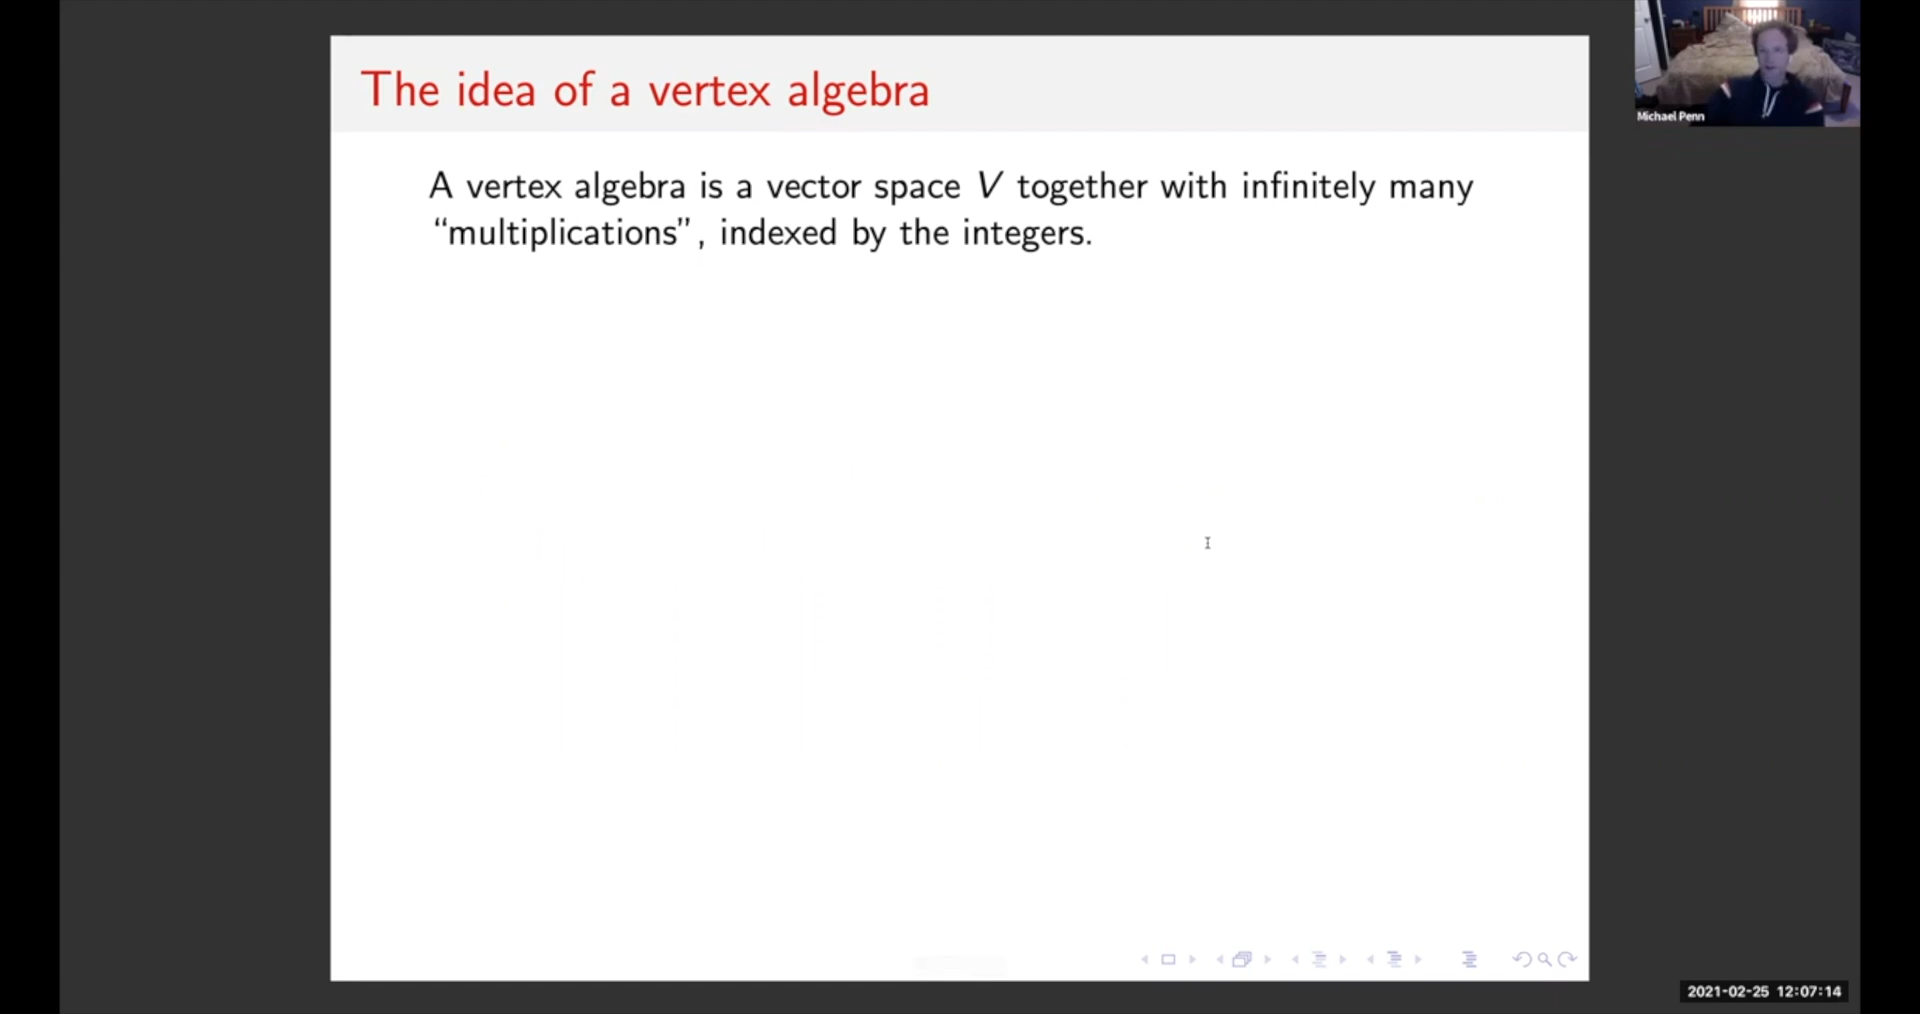 The idea of a vertex algebra
Michael Penn
A vertex algebra is a vector space V together with infinitely many
“multiplications”, indexed by the integers.
2021-02-25 12:07:14